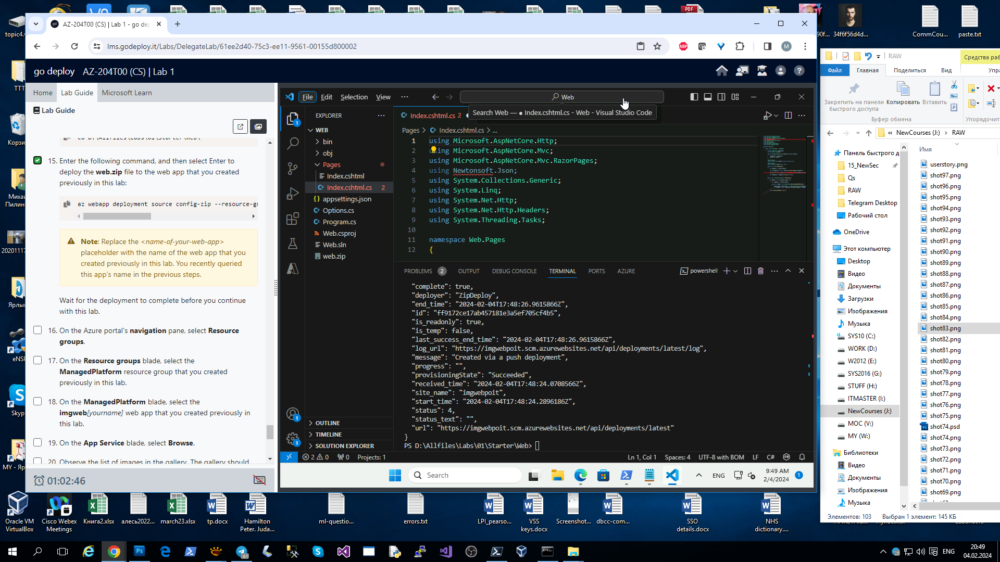 AZ-204T00 (CS) | Lab 1 - go de
lms.godeploy.it/Labs/DelegateLab/61ee2d40-75c3-ee11-9561-00155d800002
ABP
M
go deploy AZ-204T00 (CS) | Lab 1
Home Lab Guide Microsoft Learn
Lab Guide
15. Enter the following command, and then select Enter to
deploy the web.zip file to the web app that you created
previously in this lab:
az webapp deployment source config-zip --resource-g
Note: Replace the <name-of-your-web-app>
placeholder with the name of the web app that you
created previously in this lab. You recently queried
this app's name in the previous steps.
Wait for the deployment to complete before you continue
with this lab.
16. On the Azure portal's navigation pane, select Resource
groups.
17. On the Resource groups blade, select the
ManagedPlatform resource group that you created
previously in this lab.
18. On the ManagedPlatform blade, select the
imgweb[yourname] web app that you created previously in
this lab.
19. On the App Service blade, select Browse.
20. Observe the list of images in the gallery. The gallery should
01:02:46
File Edit Selection View
Web
Search Web — ● Index.cshtml.cs - Web - Visual Studio Code
EXPLORER
WEB
bin
obj
Pages
Index.cshtml
Index.cshtml.cs 2
appsettings.json
Options.cs
Program.cs
Web.csproj
Web.sln
web.zip
OUTLINE
TIMELINE
SOLUTION EXPLORER
Index.cshtml.cs 2
Pages > Index.cshtml.cs > ...
1 using Microsoft.AspNetCore.Http;
2 using Microsoft.AspNetCore.Mvc;
3 using Microsoft.AspNetCore.Mvc.RazorPages;
4 using Newtonsoft.Json;
5 using System.Collections.Generic;
6 using System.Linq;
7 using System.Net.Http;
8 using System.Net.Http.Headers;
9 using System.Threading.Tasks;
10
11 namespace Web.Pages
12 {
PROBLEMS 2 OUTPUT DEBUG CONSOLE TERMINAL PORTS AZURE
powershell
"complete": true,
"deployer": "ZipDeploy",
"end_time": "2024-02-04T17:48:26.9615866Z",
"id": "ff9172ce17ab457181e3a5ef705cf4b5",
"is_readonly": true,
"is_temp": false,
"last_success_end_time": "2024-02-04T17:48:26.9615866Z",
"log_url": "https://imgwebpoit.scm.azurewebsites.net/api/deployments/latest/log",
"message": "Created via a push deployment",
"progress": "",
"provisioningState": "Succeeded",
"received_time": "2024-02-04T17:48:24.0708566Z",
"site_name": "imgwebpoit",
"start_time": "2024-02-04T17:48:24.2896186Z",
"status": 4,
"status_text": "",
"url": "https://imgwebpoit.scm.azurewebsites.net/api/deployments/latest"
}
PS D:\Allfiles\Labs\01\Starter\Web>
2 0 0 Projects: 1
Ln 1, Col 1 Spaces: 4 UTF-8 with BOM LF C#
Search
ENG
9:49 AM
2/4/2024
1
PDF
34f6f56d4d...
CommCou...
paste.txt
RAW
Средства раб
Файл Главная Поделиться Вид Упра
Закрепить на панели
быстрого доступа
Копировать
Вставить
Буфер обмена
Упорядочит
« NewCourses (J:) > RAW
Имя
Панель быстрого д
15_NewSec
Qs
RAW
Telegram Desktop
Рабочий стол
OneDrive
Этот компьютер
Desktop
Видео
Документы
Загрузки
Изображения
Музыка
SYS10 (C:)
WORK (D:)
W2012 (E:)
SYS2016 (G:)
STUFF (H:)
ITMASTER (I:)
NewCourses (J:)
MOC (V:)
MY (W:)
Библиотеки
Видео
Документы
Изображения
Музыка
userstory.png
shot97.png
shot96.png
shot95.png
shot94.png
shot93.png
shot92.png
shot91.png
shot90.png
shot89.png
shot88.png
shot87.png
shot86.png
shot85.png
shot84.png
shot83.png
shot82.png
shot81.png
shot80.png
shot79.png
shot78.png
shot77.png
shot76.png
shot75.png
shot74.psd
shot74.png
shot73.png
shot72.png
shot71.png
shot70.png
shot69.png
Элементов: 103 Выбран 1 элемент: 145 КБ
Oracle VM
VirtualBox
Cisco Webex
Meetings
Книга2.xlsx
алесь2022...
march23.xlsx
tp.docx
Hamilton
Peter. Juda...
ml-questio...
errors.txt
LPI_pearso...
VSS
keys.docx
Screenshot...
dbcc-com...
SSO
details.docx
NHS
dictionary....
ENG
20:49
04.02.2024